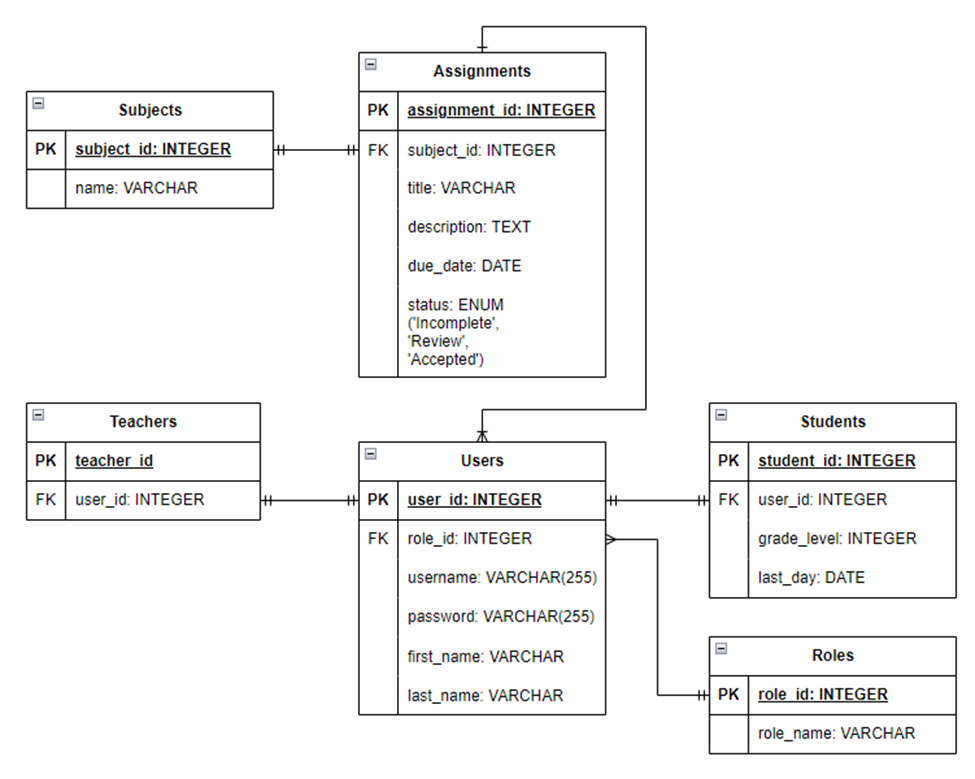 Assignments
PK assignment_id: INTEGER
FK subject_id: INTEGER
title: VARCHAR
description: TEXT
due_date: DATE
status: ENUM
('Incomplete',
'Review',
'Accepted')
Subjects
PK subject_id: INTEGER
name: VARCHAR
Teachers
PK teacher_id
FK user_id: INTEGER
Users
PK user_id: INTEGER
FK role_id: INTEGER
username: VARCHAR(255)
password: VARCHAR(255)
first_name: VARCHAR
last_name: VARCHAR
Students
PK student_id: INTEGER
FK user_id: INTEGER
grade_level: INTEGER
last_day: DATE
Roles
PK role_id: INTEGER
role_name: VARCHAR